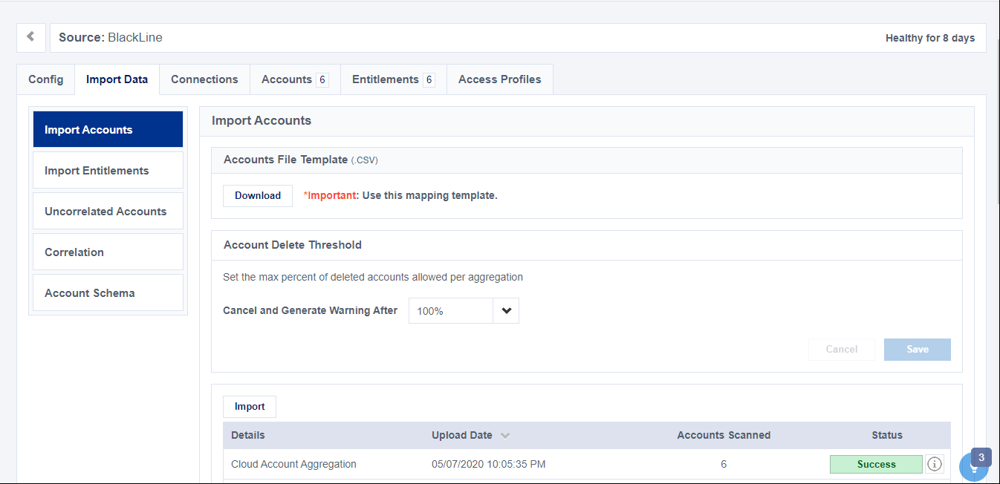 Source: BlackLine
Healthy for 8 days
Config
Import Data
Connections
Accounts 6
Entitlements 6
Access Profiles
Import Accounts
Import Entitlements
Uncorrelated Accounts
Correlation
Account Schema
Import Accounts
Accounts File Template (.CSV)
Download
*Important: Use this mapping template.
Account Delete Threshold
Set the max percent of deleted accounts allowed per aggregation
Cancel and Generate Warning After
100%
Cancel
Save
Import
Details
Upload Date
Accounts Scanned
Status
Cloud Account Aggregation
05/07/2020 10:05:35 PM
6
Success
3